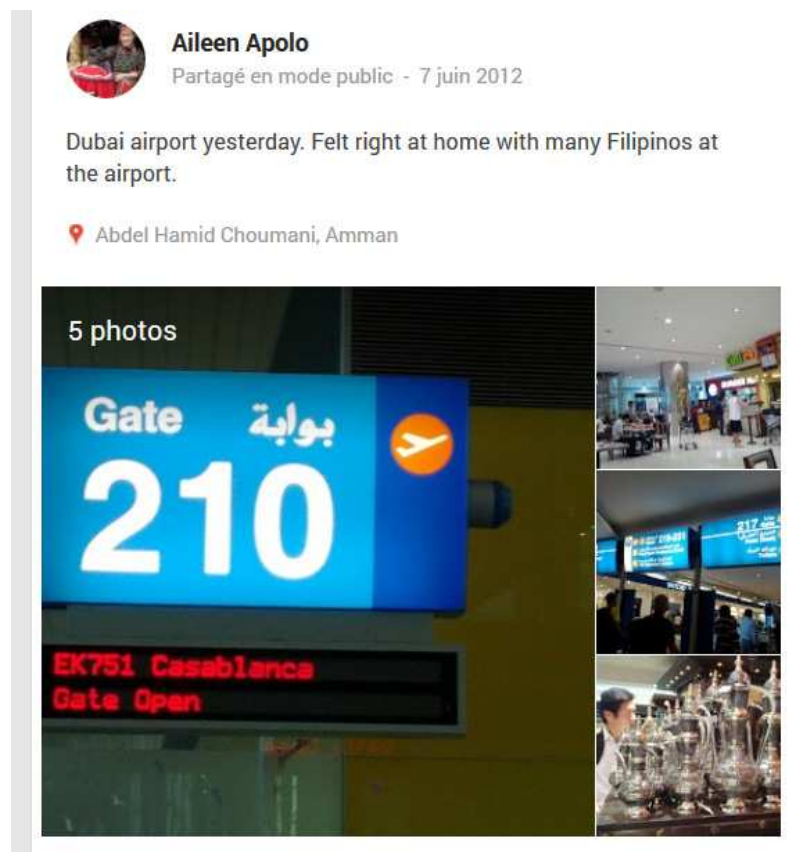 Aileen Apolo
Partagé en mode public - 7 juin 2012
Dubai airport yesterday. Felt right at home with many Filipinos at
the airport.
Abdel Hamid Choumani, Amman
5 photos
Gate بوابة
210
EK751 Casablanca
Gate Open
217